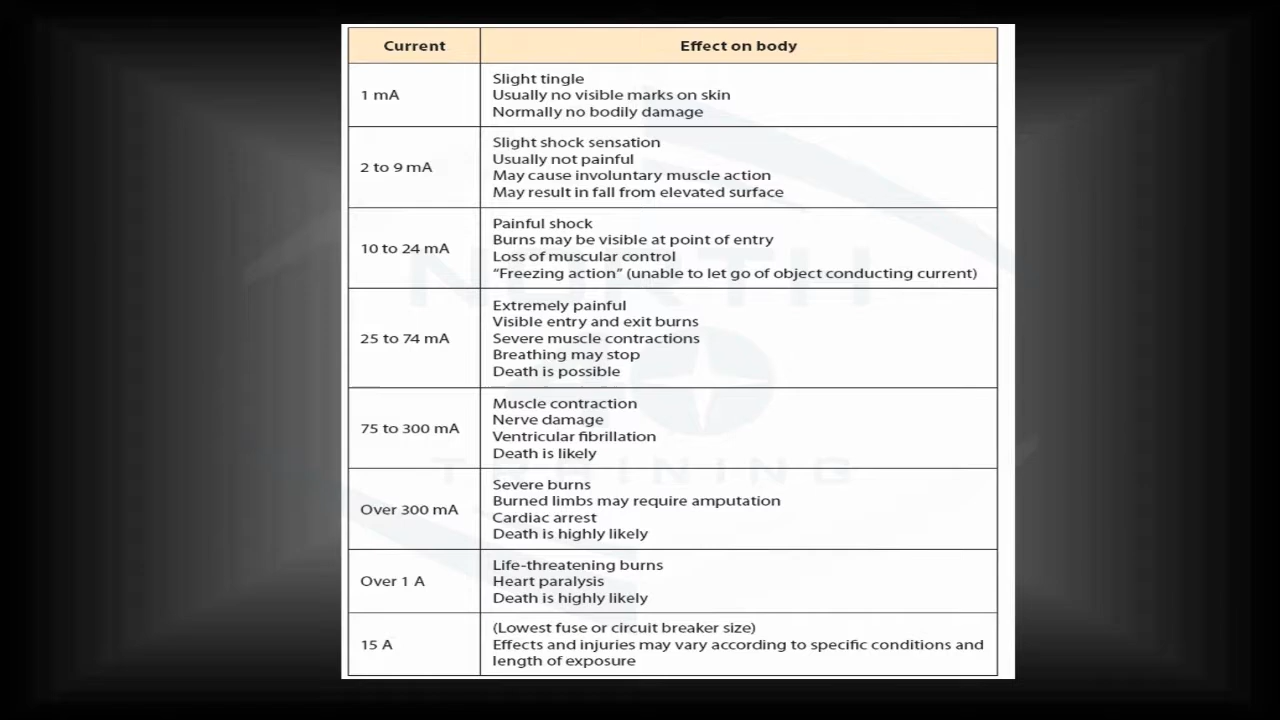 Current Effect on body
1 mA
Slight tingle
Usually no visible marks on skin
Normally no bodily damage
2 to 9 mA
Slight shock sensation
Usually not painful
May cause involuntary muscle action
May result in fall from elevated surface
10 to 24 mA
Painful shock
Burns may be visible at point of entry
Loss of muscular control
“Freezing action” (unable to let go of object conducting current)
25 to 74 mA
Extremely painful
Visible entry and exit burns
Severe muscle contractions
Breathing may stop
Death is possible
75 to 300 mA
Muscle contraction
Nerve damage
Ventricular fibrillation
Death is likely
Over 300 mA
Severe burns
Burned limbs may require amputation
Cardiac arrest
Death is highly likely
Over 1 A
Life-threatening burns
Heart paralysis
Death is highly likely
15 A
(Lowest fuse or circuit breaker size)
Effects and injuries may vary according to specific conditions and
length of exposure
NORTH
TRAINING